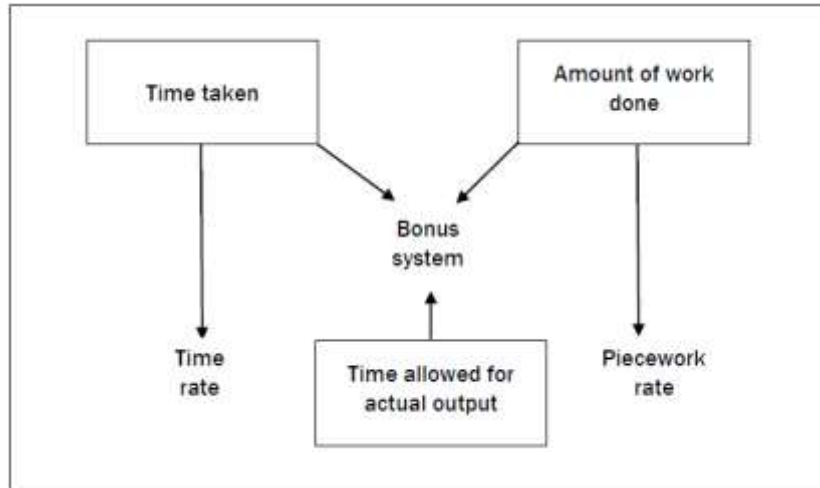 Time taken
Amount of work
done
Bonus
system
Time
rate
Time allowed for
actual output
Piecework
rate